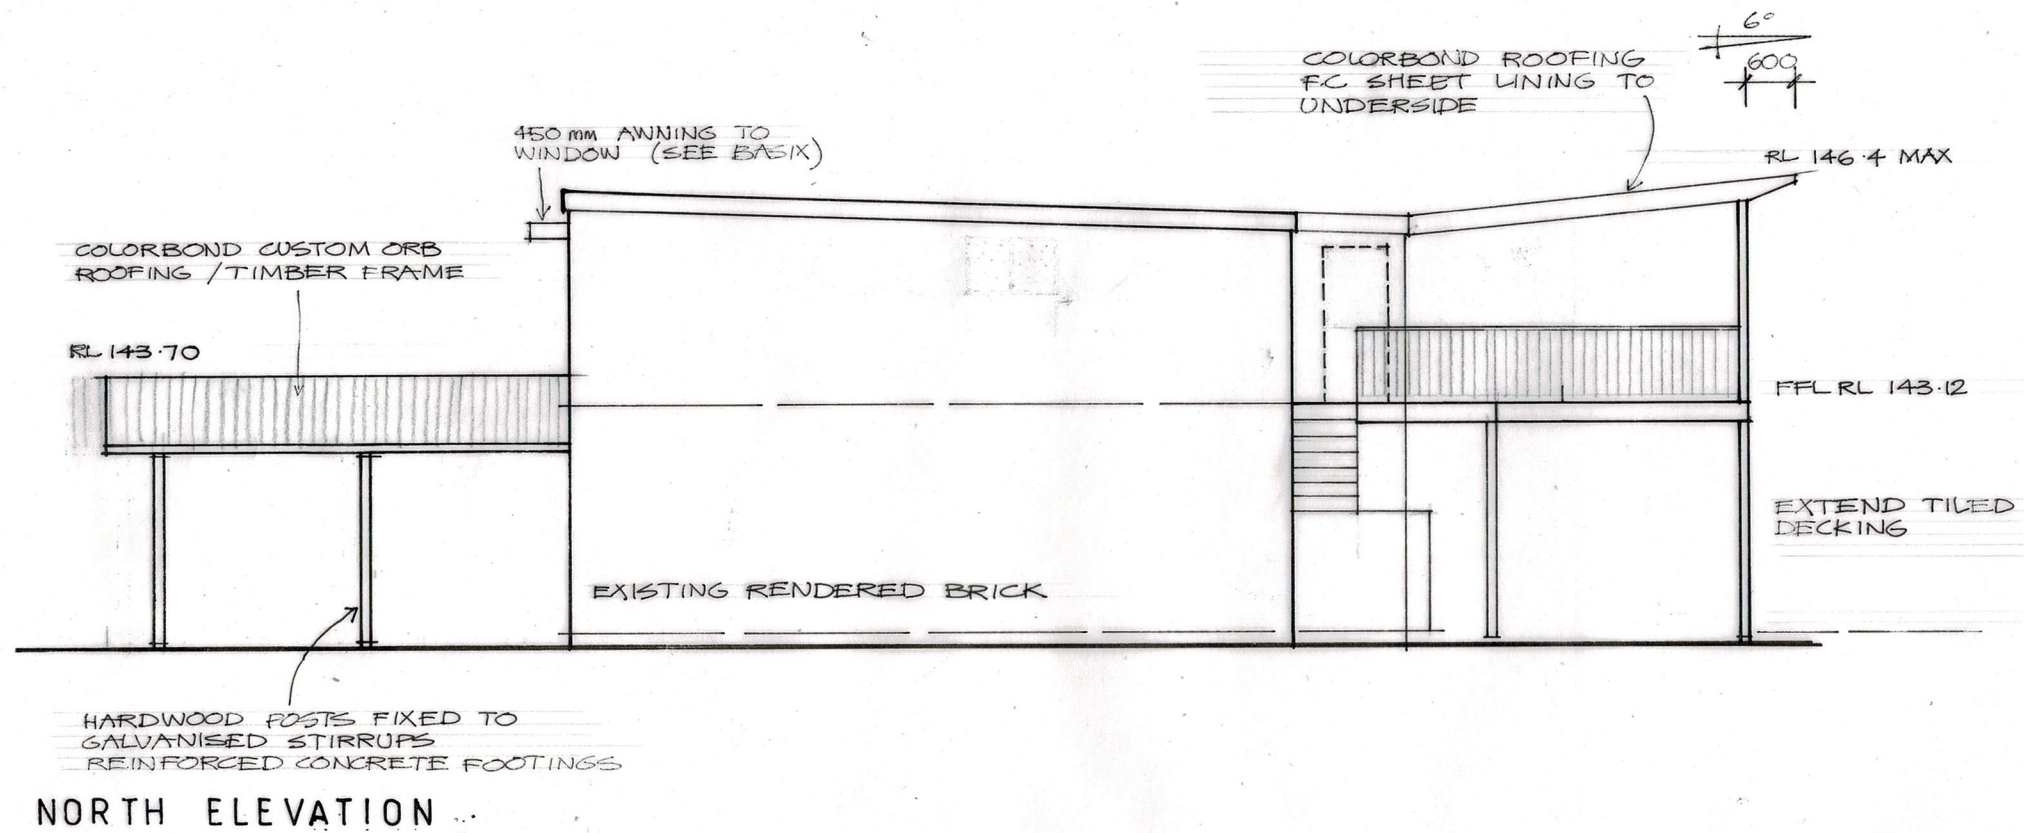 6°
600
COLORBOND ROOFING
F.C SHEET LINING TO
UNDERSIDE
RL 146.4 MAX
450mm AWNING TO
WINDOW (SEE BASIX)
COLORBOND CUSTOM ORB
ROOFING / TIMBER FRAME
RL 143.70
FFL RL 143.12
EXTEND TILED
DECKING
EXISTING RENDERED BRICK
HARDWOOD POSTS FIXED TO
GALVANISED STIRRUPS
REINFORCED CONCRETE FOOTINGS
NORTH ELEVATION